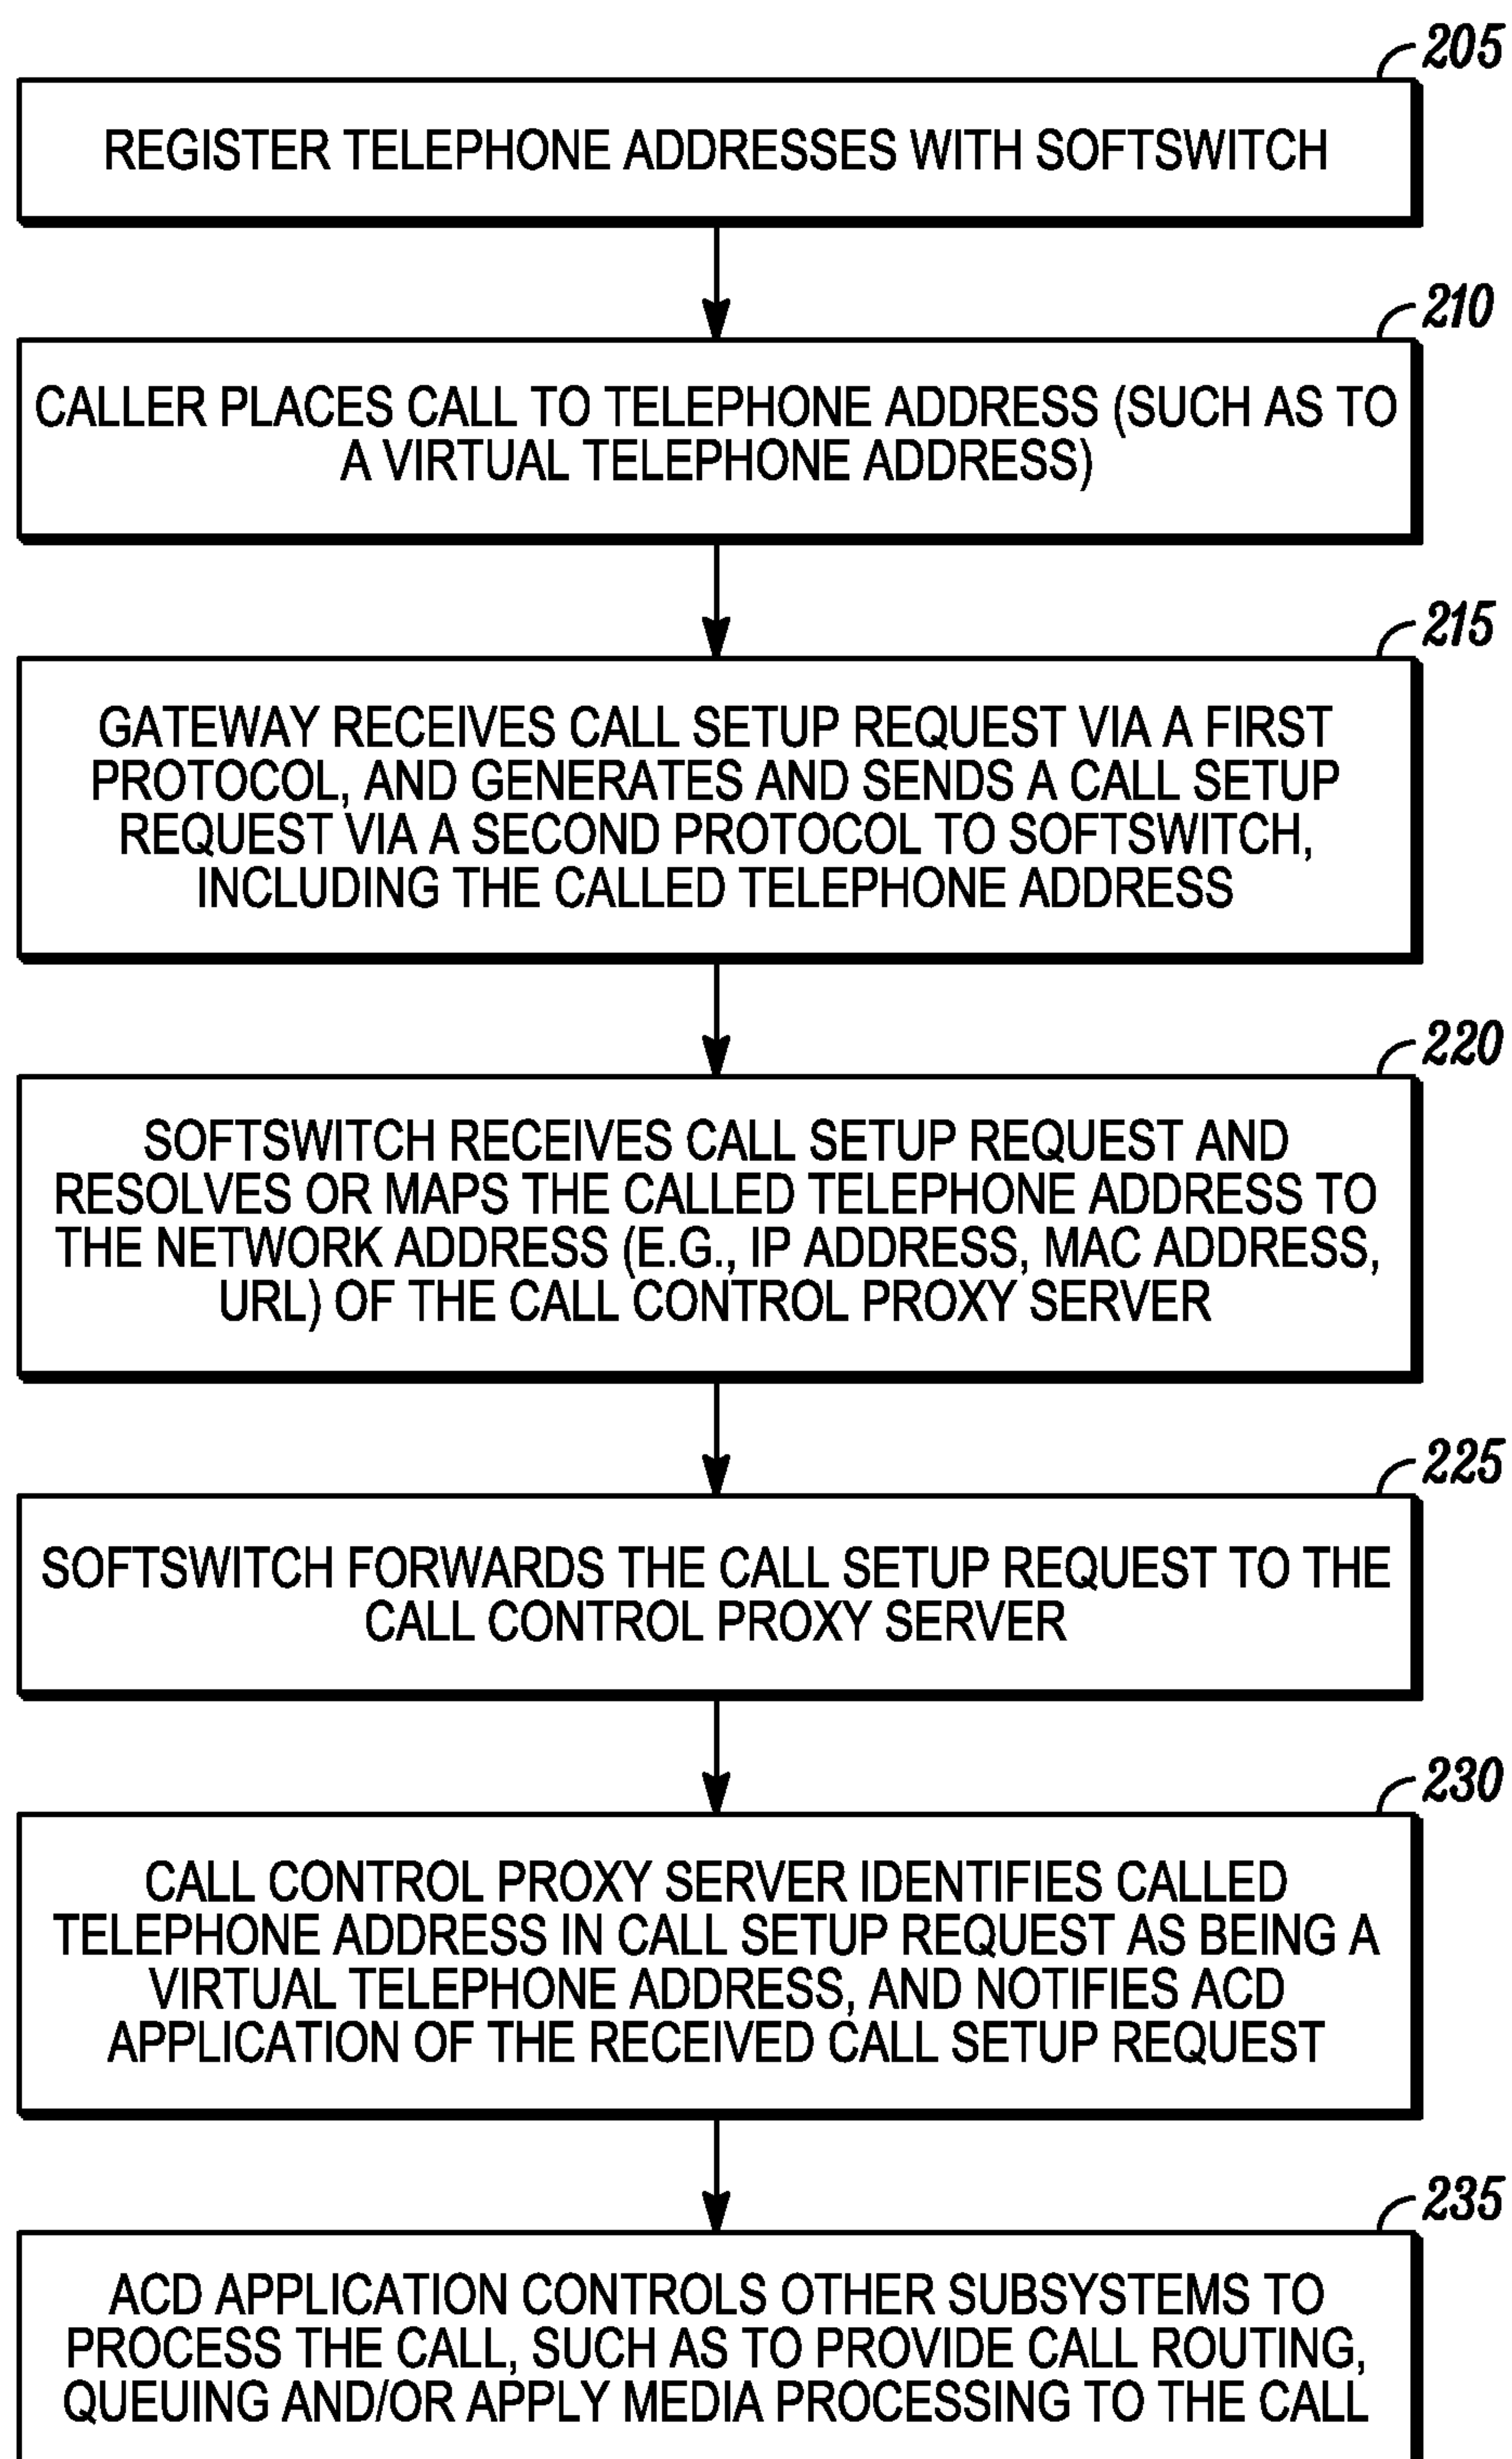 205
REGISTER TELEPHONE ADDRESSES WITH SOFTSWITCH
210
CALLER PLACES CALL TO TELEPHONE ADDRESS (SUCH AS TO
A VIRTUAL TELEPHONE ADDRESS)
215
GATEWAY RECEIVES CALL SETUP REQUEST VIA A FIRST
PROTOCOL, AND GENERATES AND SENDS A CALL SETUP
REQUEST VIA A SECOND PROTOCOL TO SOFTSWITCH,
INCLUDING THE CALLED TELEPHONE ADDRESS
220
SOFTSWITCH RECEIVES CALL SETUP REQUEST AND
RESOLVES OR MAPS THE CALLED TELEPHONE ADDRESS TO
THE NETWORK ADDRESS (E.G., IP ADDRESS, MAC ADDRESS,
URL) OF THE CALL CONTROL PROXY SERVER
225
SOFTSWITCH FORWARDS THE CALL SETUP REQUEST TO THE
CALL CONTROL PROXY SERVER
230
CALL CONTROL PROXY SERVER IDENTIFIES CALLED
TELEPHONE ADDRESS IN CALL SETUP REQUEST AS BEING A
VIRTUAL TELEPHONE ADDRESS, AND NOTIFIES ACD
APPLICATION OF THE RECEIVED CALL SETUP REQUEST
235
ACD APPLICATION CONTROLS OTHER SUBSYSTEMS TO
PROCESS THE CALL, SUCH AS TO PROVIDE CALL ROUTING,
QUEUING AND/OR APPLY MEDIA PROCESSING TO THE CALL